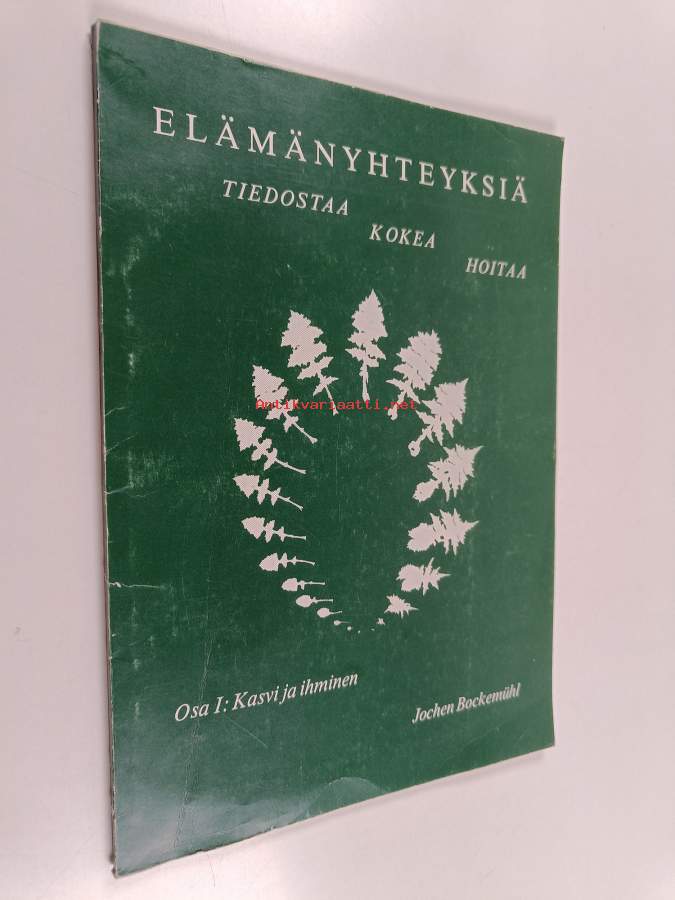 ELÄMÄNYHTEYKSIÄ
TIEDOSTAA
KOKEA
HOITAA
Antikvariaatti.net
Osa I: Kasvi ja ihminen
Jochen Bockemühl